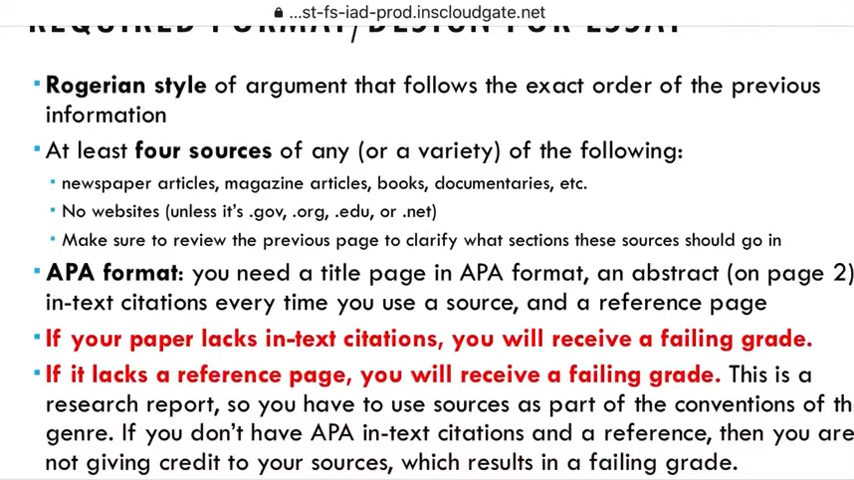 ...st-fs-iad-prod.inscloudgate.net
REQUIRED FORMAT/DESIGN FOR ESSAY
Rogerian style of argument that follows the exact order of the previous
information
At least four sources of any (or a variety) of the following:
newspaper articles, magazine articles, books, documentaries, etc.
No websites (unless it's .gov, .org, .edu, or .net)
Make sure to review the previous page to clarify what sections these sources should go in
APA format: you need a title page in APA format, an abstract (on page 2)
in-text citations every time you use a source, and a reference page
If your paper lacks in-text citations, you will receive a failing grade.
If it lacks a reference page, you will receive a failing grade. This is a
research report, so you have to use sources as part of the conventions of th
genre. If you don't have APA in-text citations and a reference, then you are
not giving credit to your sources, which results in a failing grade.